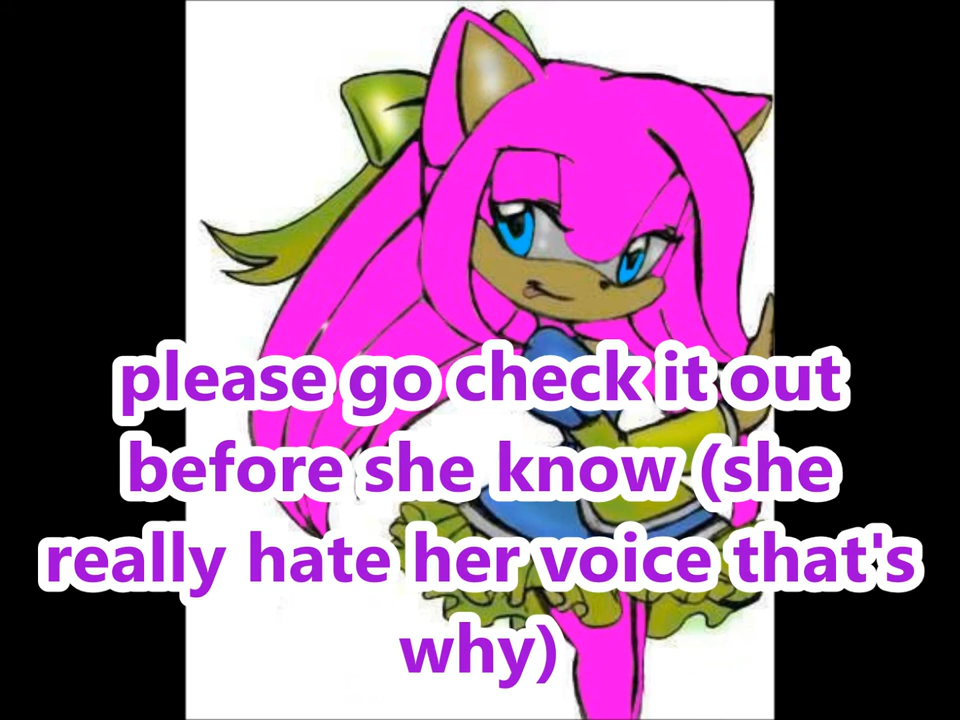 please go check it out
before she know (she
really hate her voice that's
why)